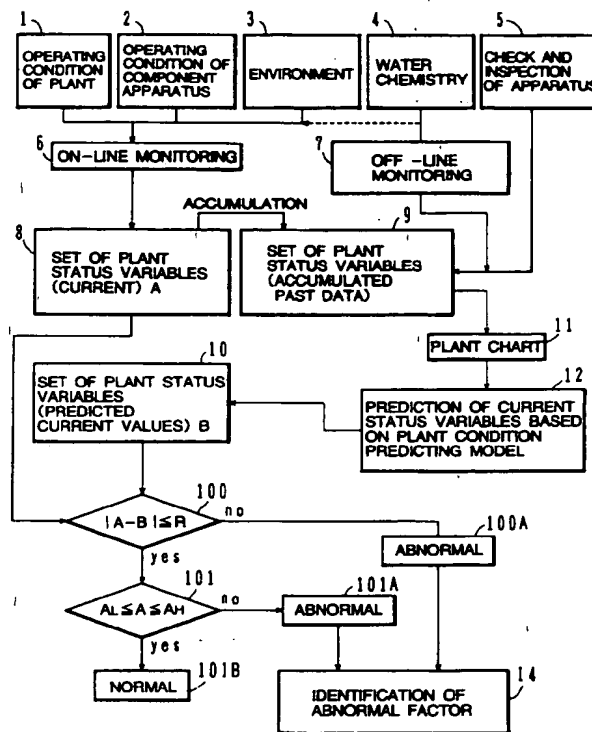 1
OPERATING
CONDITION
OF PLANT
2
OPERATING
CONDITION OF
COMPONENT
APPARATUS
3
ENVIRONMENT
4
WATER
CHEMISTRY
5
CHECK AND
INSPECTION
OF APPARATUS
6
ON-LINE MONITORING
7
OFF -LINE
MONITORING
ACCUMULATION
8
SET OF PLANT
STATUS VARIABLES
(CURRENT) A
9
SET OF PLANT
STATUS VARIABLES
(ACCUMULATED
PAST DATA)
11
PLANT CHART
10
SET OF PLANT STATUS
VARIABLES
(PREDICTED
CURRENT VALUES) B
12
PREDICTION OF CURRENT
STATUS VARIABLES BASED
ON PLANT CONDITION
PREDICTING MODEL
100
|A-B|≦R
no
yes
100A
ABNORMAL
101
AL≦A≦AH
no
yes
101A
ABNORMAL
NORMAL
101B
14
IDENTIFICATION OF
ABNORMAL FACTOR